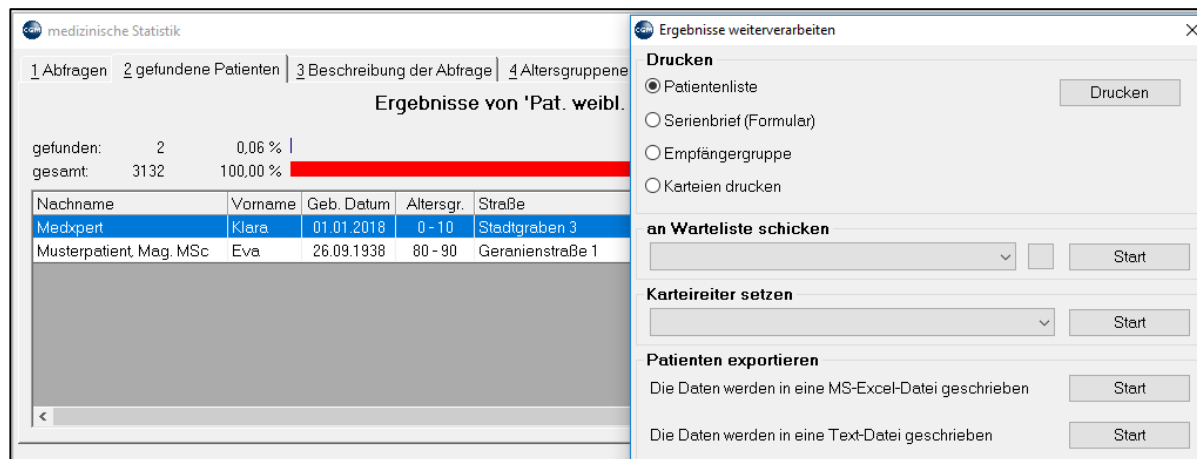 CGM medizinische Statistik
1 Abfragen 2 gefundene Patienten 3 Beschreibung der Abfrage 4 Altersgruppene
Ergebnisse von 'Pat. weibl.
gefunden: 2 0,06 %
gesamt: 3132 100,00 %
Nachname Vorname Geb. Datum Altersgr. Straße
Medxpert Klara 01.01.2018 0 - 10 Stadtgraben 3
Musterpatient, Mag. MSc Eva 26.09.1938 80 - 90 Geranienstraße 1
CGM Ergebnisse weiterverarbeiten
Drucken
Patientenliste Drucken
Serienbrief (Formular)
Empfängergruppe
Karteien drucken
an Warteliste schicken
Start
Karteireiter setzen
Start
Patienten exportieren
Die Daten werden in eine MS-Excel-Datei geschrieben Start
Die Daten werden in eine Text-Datei geschrieben Start